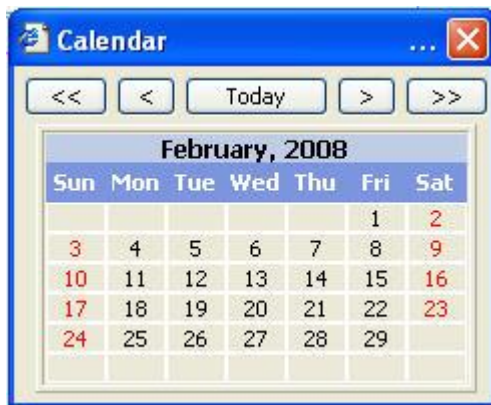 Calendar ...
<< < Today > >>
February, 2008
Sun Mon Tue Wed Thu Fri Sat
1 2
3 4 5 6 7 8 9
10 11 12 13 14 15 16
17 18 19 20 21 22 23
24 25 26 27 28 29